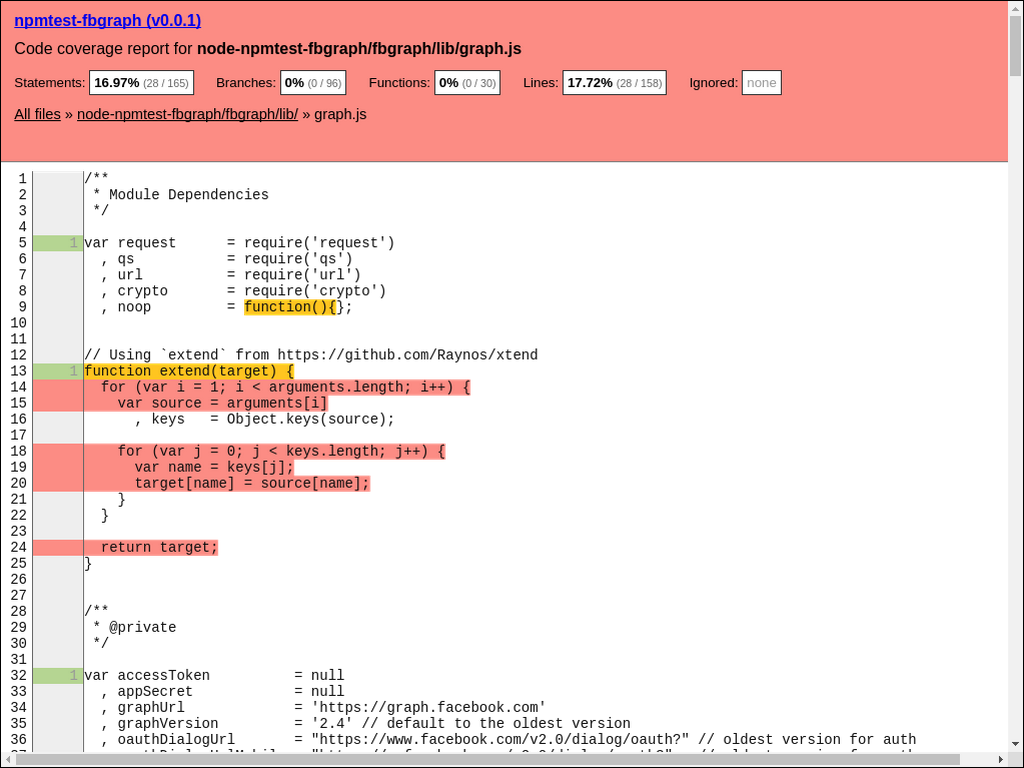 npmtest-fbgraph (v0.0.1)
Code coverage report for node-npmtest-fbgraph/fbgraph/lib/graph.js
Statements: 16.97% (28 / 165) Branches: 0% (0 / 96) Functions: 0% (0 / 30) Lines: 17.72% (28 / 158) Ignored: none
All files » node-npmtest-fbgraph/fbgraph/lib/ » graph.js
1 /**
2  * Module Dependencies
3  */
4
5 1 var request      = require('request')
6   , qs           = require('qs')
7   , url          = require('url')
8   , crypto       = require('crypto')
9   , noop         = function(){};
10
11
12 // Using `extend` from https://github.com/Raynos/xtend
13 1 function extend(target) {
14   for (var i = 1; i < arguments.length; i++) {
15     var source = arguments[i]
16       , keys   = Object.keys(source);
17
18     for (var j = 0; j < keys.length; j++) {
19       var name = keys[j];
20       target[name] = source[name];
21     }
22   }
23
24   return target;
25 }
26
27
28 /**
29  * @private
30  */
31
32 1 var accessToken          = null
33   , appSecret            = null
34   , graphUrl             = 'https://graph.facebook.com'
35   , graphVersion         = '2.4' // default to the oldest version
36   , oauthDialogUrl       = "https://www.facebook.com/v2.0/dialog/oauth?" // oldest version for auth